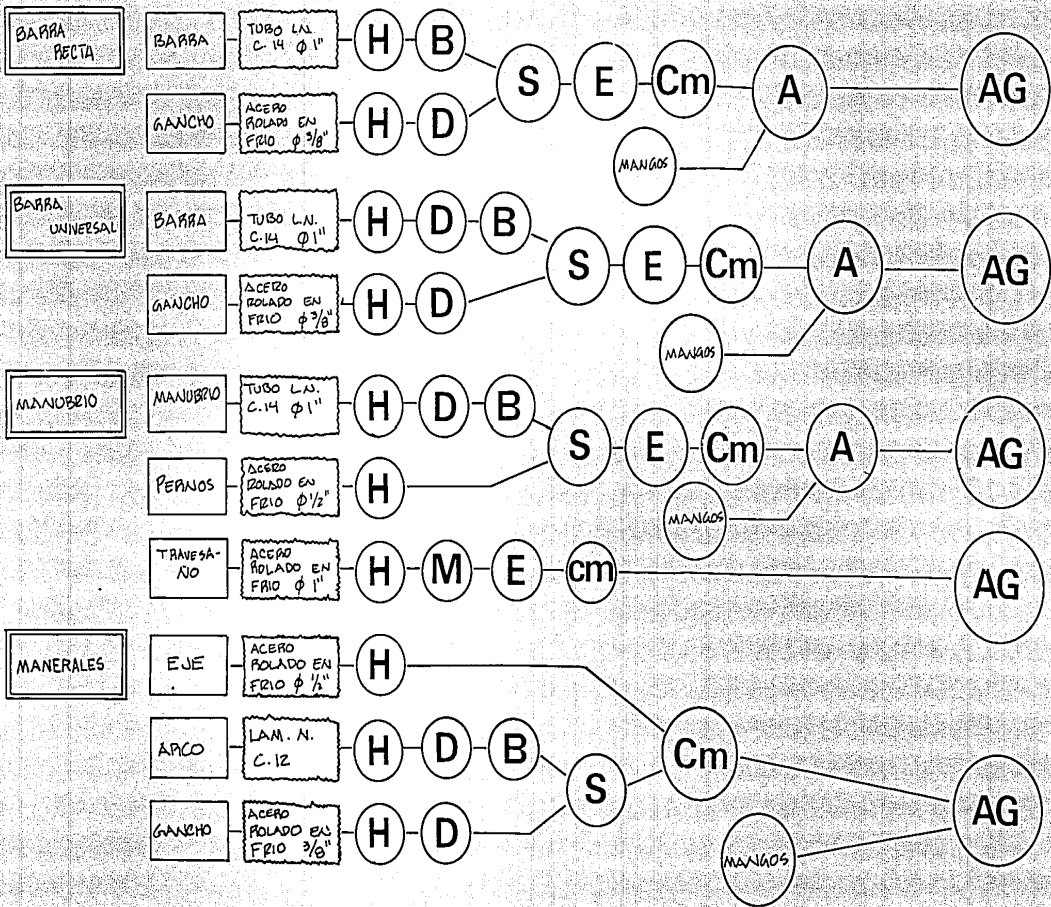 BARRA
RECTA
BARRA
TUBO L.N.
C.14 Ø 1"
H
B
GANCHO
ACERO
ROLADO EN
FRIO Ø 3/8"
H
D
S
E
Cm
A
AG
MANGOS
BARRA
UNIVERSAL
BARRA
TUBO L.N.
C.14 Ø 1"
H
D
B
GANCHO
ACERO
ROLADO EN
FRIO Ø 3/8"
H
D
S
E
Cm
A
AG
MANGOS
MANUBRIO
MANUBRIO
TUBO L.N.
C.14 Ø 1"
H
D
B
PERNOS
ACERO
ROLADO EN
FRIO Ø 1/2"
H
S
E
Cm
A
AG
MANGOS
TRAVESA-
ÑO
ACERO
ROLADO EN
FRIO Ø 1"
H
M
E
cm
AG
MANERALES
EJE
ACERO
ROLADO EN
FRIO Ø 1/2"
H
ARCO
LAM. N.
C.12
H
D
B
GANCHO
ACERO
ROLADO EN
FRIO 3/8"
H
D
S
Cm
AG
MANGOS